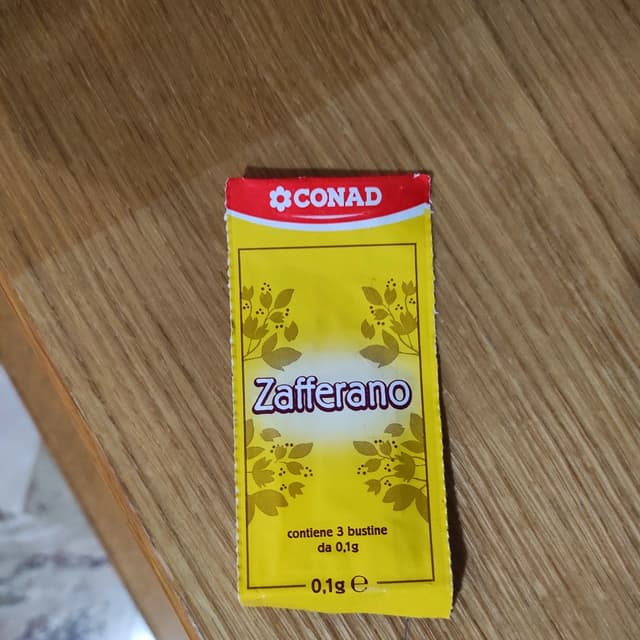 CONAD
Zafferano
contiene 3 bustine
da 0,1g
0,1g ℮